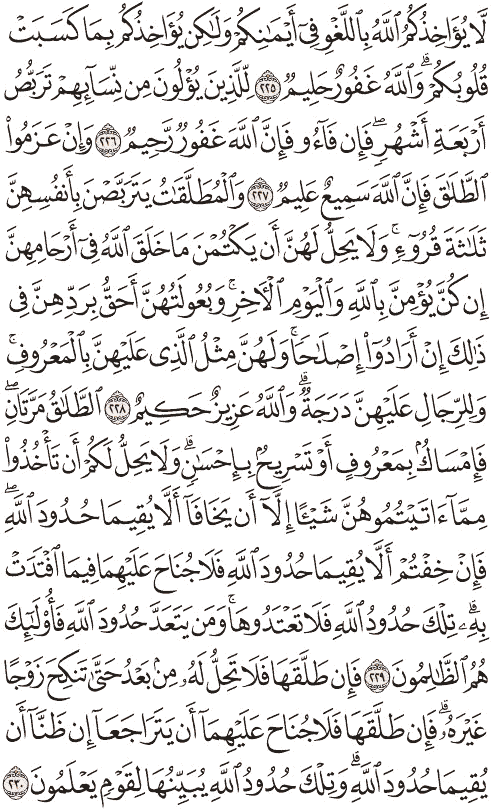 لَّا يُؤَاخِذُكُمُ ٱللَّهُ بِٱللَّغۡوِ فِيٓ أَيۡمَٰنِكُمۡ وَلَٰكِن يُؤَاخِذُكُم بِمَا كَسَبَتۡ
قُلُوبُكُمۡۗ وَٱللَّهُ غَفُورٌ حَلِيمٞ ٢٢٥ لِّلَّذِينَ يُؤۡلُونَ مِن نِّسَآئِهِمۡ تَرَبُّصُ
أَرۡبَعَةِ أَشۡهُرٖۖ فَإِن فَآءُو فَإِنَّ ٱللَّهَ غَفُورٞ رَّحِيمٞ ٢٢٦ وَإِنۡ عَزَمُواْ
ٱلطَّلَٰقَ فَإِنَّ ٱللَّهَ سَمِيعٌ عَلِيمٞ ٢٢٧ وَٱلۡمُطَلَّقَٰتُ يَتَرَبَّصۡنَ بِأَنفُسِهِنَّ
ثَلَٰثَةَ قُرُوٓءٖۚ وَلَا يَحِلُّ لَهُنَّ أَن يَكۡتُمۡنَ مَا خَلَقَ ٱللَّهُ فِيٓ أَرۡحَامِهِنَّ
إِن كُنَّ يُؤۡمِنَّ بِٱللَّهِ وَٱلۡيَوۡمِ ٱلۡأٓخِرِۚ وَبُعُولَتُهُنَّ أَحَقُّ بِرَدِّهِنَّ فِي
ذَٰلِكَ إِنۡ أَرَادُوٓاْ إِصۡلَٰحٗاۚ وَلَهُنَّ مِثۡلُ ٱلَّذِي عَلَيۡهِنَّ بِٱلۡمَعۡرُوفِۚ
وَلِلرِّجَالِ عَلَيۡهِنَّ دَرَجَةٞۗ وَٱللَّهُ عَزِيزٌ حَكِيمٌ ٢٢٨ ٱلطَّلَٰقُ مَرَّتَانِۖ
فَإِمۡسَاكُۢ بِمَعۡرُوفٍ أَوۡ تَسۡرِيحُۢ بِإِحۡسَٰنٖۗ وَلَا يَحِلُّ لَكُمۡ أَن تَأۡخُذُواْ
مِمَّآ ءَاتَيۡتُمُوهُنَّ شَيۡـًٔا إِلَّآ أَن يَخَافَآ أَلَّا يُقِيمَا حُدُودَ ٱللَّهِۖ
فَإِنۡ خِفۡتُمۡ أَلَّا يُقِيمَا حُدُودَ ٱللَّهِ فَلَا جُنَاحَ عَلَيۡهِمَا فِيمَا ٱفۡتَدَتۡ
بِهِۦۗ تِلۡكَ حُدُودُ ٱللَّهِ فَلَا تَعۡتَدُوهَاۚ وَمَن يَتَعَدَّ حُدُودَ ٱللَّهِ فَأُوْلَٰٓئِكَ
هُمُ ٱلظَّٰلِمُونَ ٢٢٩ فَإِن طَلَّقَهَا فَلَا تَحِلُّ لَهُۥ مِنۢ بَعۡدُ حَتَّىٰ تَنكِحَ زَوۡجًا
غَيۡرَهُۥۗ فَإِن طَلَّقَهَا فَلَا جُنَاحَ عَلَيۡهِمَآ أَن يَتَرَاجَعَآ إِن ظَنَّآ أَن
يُقِيمَا حُدُودَ ٱللَّهِۗ وَتِلۡكَ حُدُودُ ٱللَّهِ يُبَيِّنُهَا لِقَوۡمٖ يَعۡلَمُونَ ٢٣٠